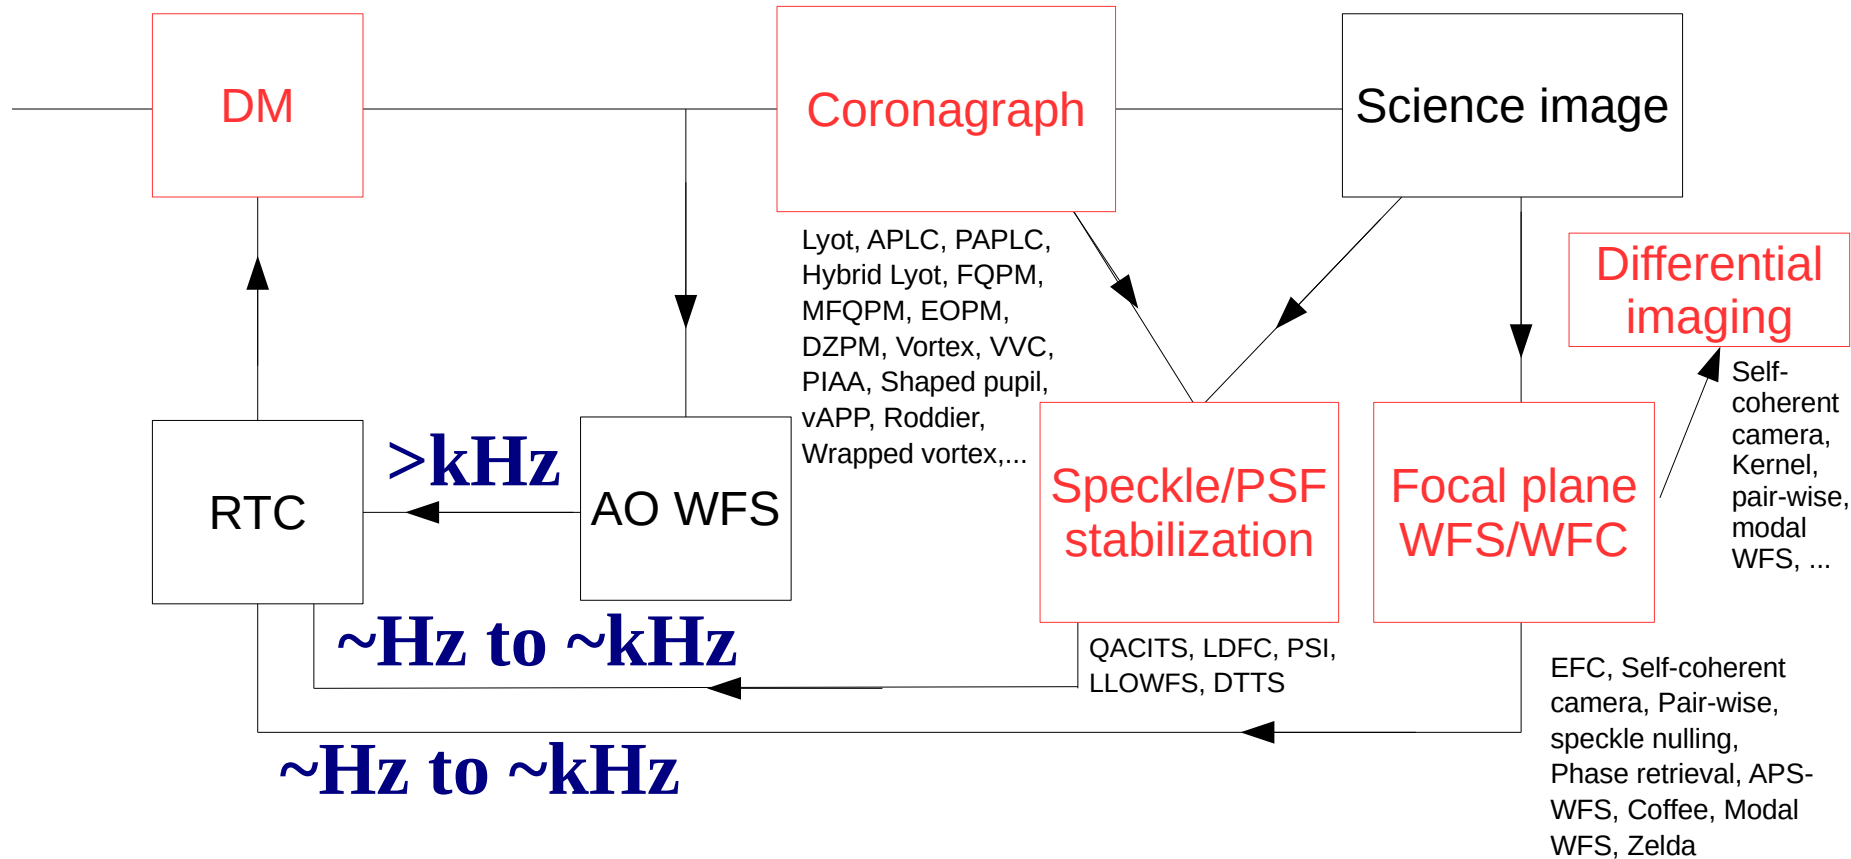 DM
Coronagraph
Science image
Lyot, APLC, PAPLC,
Hybrid Lyot, FQPM,
MFQPM, EOPM,
DZPM, Vortex, VVC,
PIAA, Shaped pupil,
vAPP, Roddier,
Wrapped vortex,...
Differential
imaging
Self-
coherent
camera,
Kernel,
pair-wise,
modal
WFS, ...
RTC
>kHz
AO WFS
Speckle/PSF
stabilization
Focal plane
WFS/WFC
~Hz to ~kHz
QACITS, LDFC, PSI,
LLOWFS, DTTS
EFC, Self-coherent
camera, Pair-wise,
speckle nulling,
Phase retrieval, APS-
WFS, Coffee, Modal
WFS, Zelda
~Hz to ~kHz